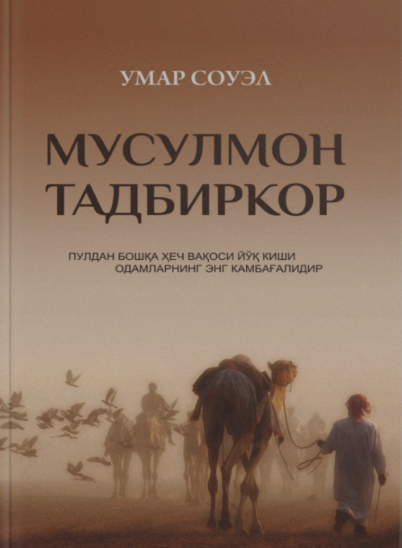 УМАР СОУЭЛ
МУСУЛМОН
ТАДБИРКОР
ПУЛДАН БОШҚА ҲЕЧ ВАҚОСИ ЙЎҚ КИШИ
ОДАМЛАРНИНГ ЭНГ КАМБАҒАЛИДИР